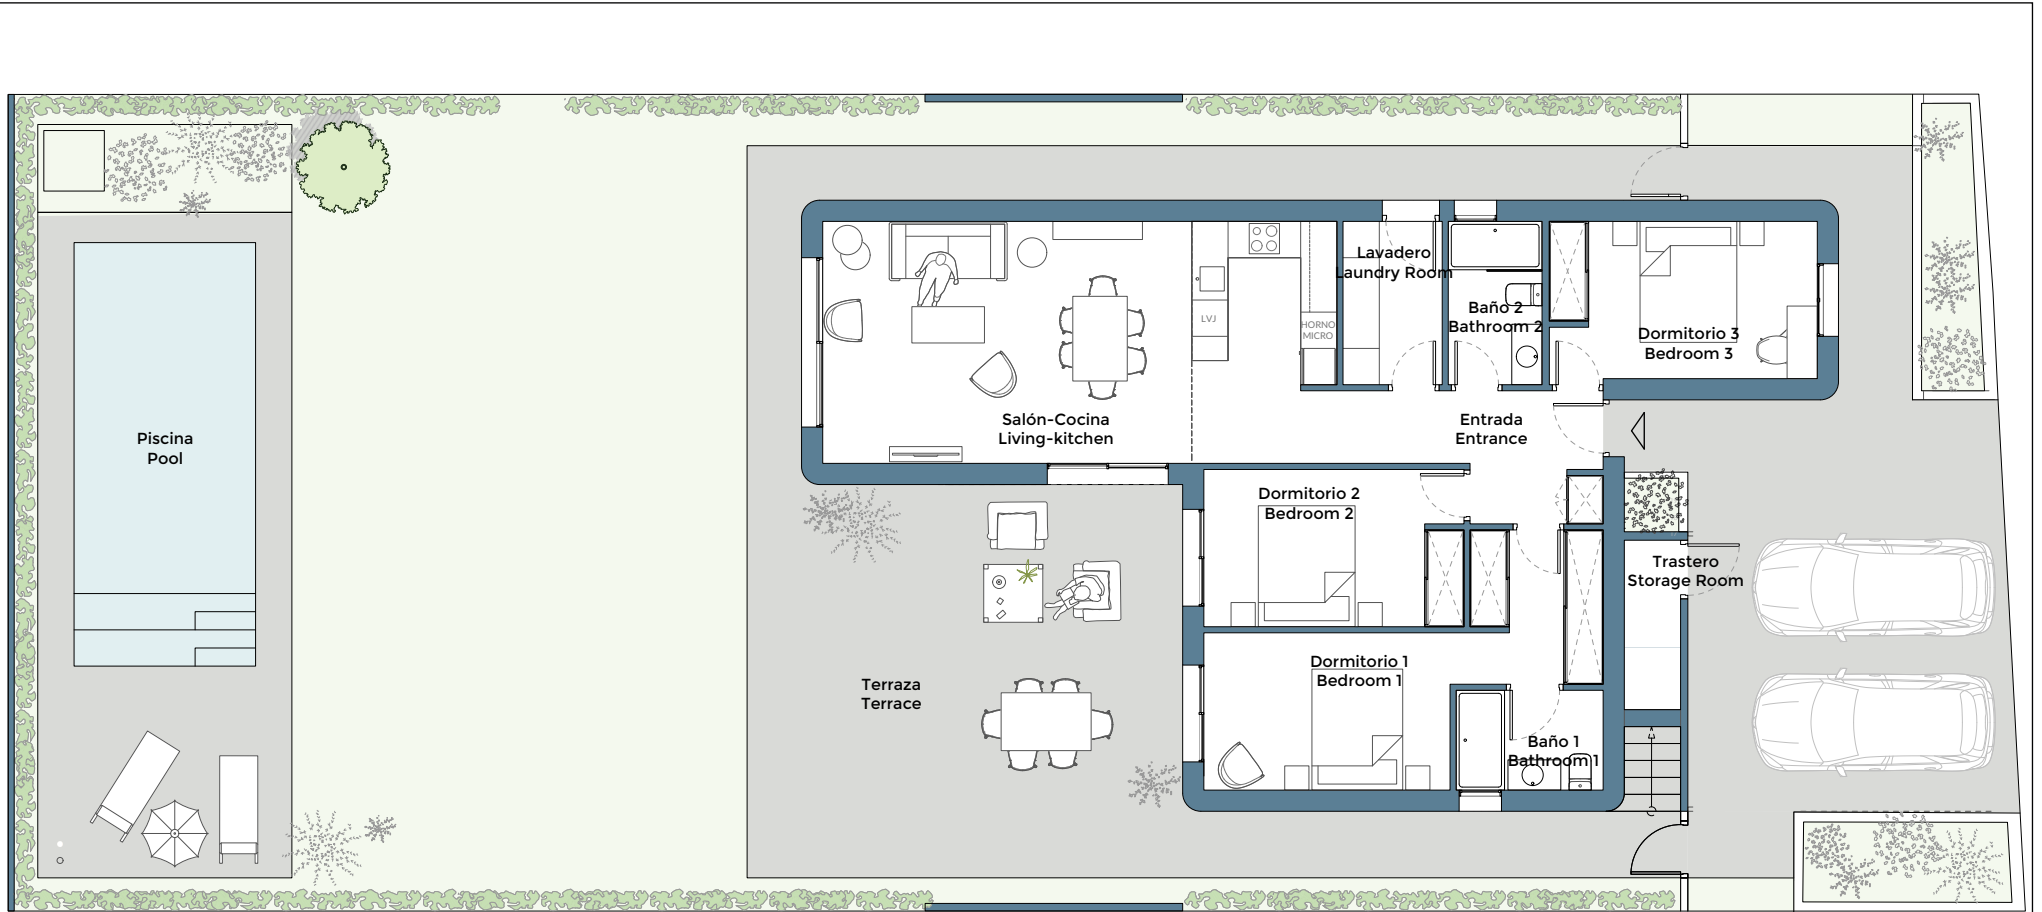 Lavadero
Laundry Room
Baño 2
Bathroom 2
LVJ
HORNO
MICRO
Dormitorio 3
Bedroom 3
Salón-Cocina
Living-kitchen
Entrada
Entrance
Piscina
Pool
Dormitorio 2
Bedroom 2
Trastero
Storage Room
Dormitorio 1
Bedroom 1
Terraza
Terrace
Baño 1
Bathroom 1